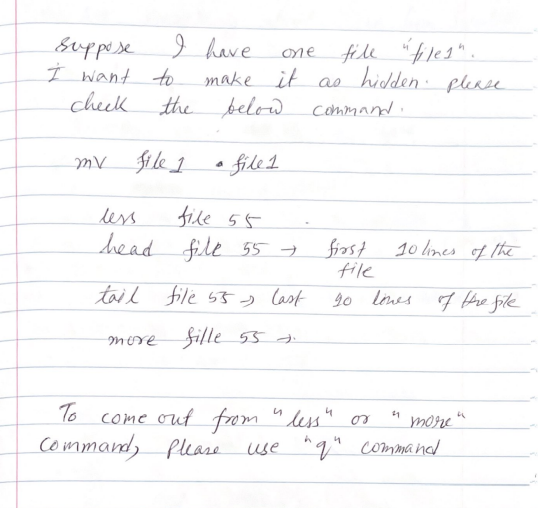 Suppose I have one file "file1".
I want to make it as hidden. please
check the below command.
mv file1 .file1
less file 55
head file 55 → first 10 lines of the
file
tail file 55 → last 10 lines of the file
more fille 55 →.
To come out from "less" or "more"
command, please use "q" command